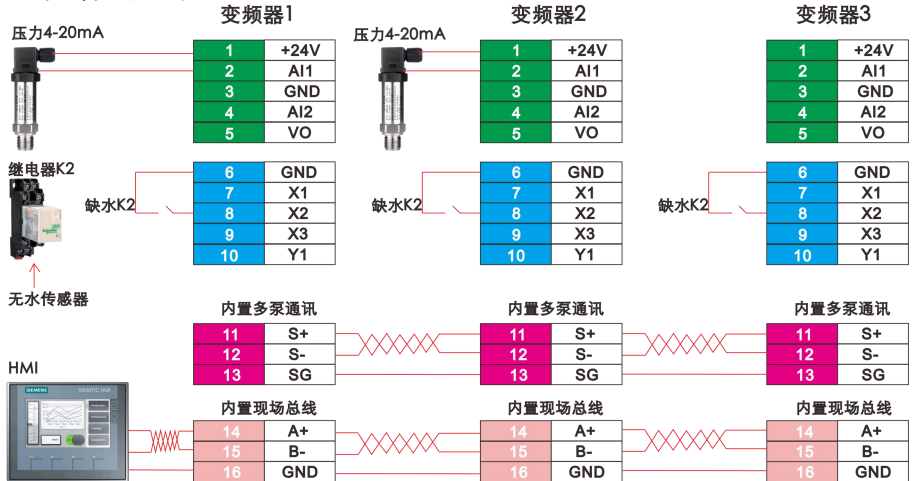 变频器1
变频器2
变频器3
压力4-20mA
1 +24V
2 AI1
3 GND
4 AI2
5 VO
压力4-20mA
1 +24V
2 AI1
3 GND
4 AI2
5 VO
1 +24V
2 AI1
3 GND
4 AI2
5 VO
继电器K2
缺水K2
6 GND
7 X1
8 X2
9 X3
10 Y1
缺水K2
6 GND
7 X1
8 X2
9 X3
10 Y1
缺水K2
6 GND
7 X1
8 X2
9 X3
10 Y1
无水传感器
内置多泵通讯
11 S+
12 S-
13 SG
内置多泵通讯
11 S+
12 S-
13 SG
内置多泵通讯
11 S+
12 S-
13 SG
HMI
SIEMENS
SIMATIC HMI
内置现场总线
14 A+
15 B-
16 GND
内置现场总线
14 A+
15 B-
16 GND
内置现场总线
14 A+
15 B-
16 GND